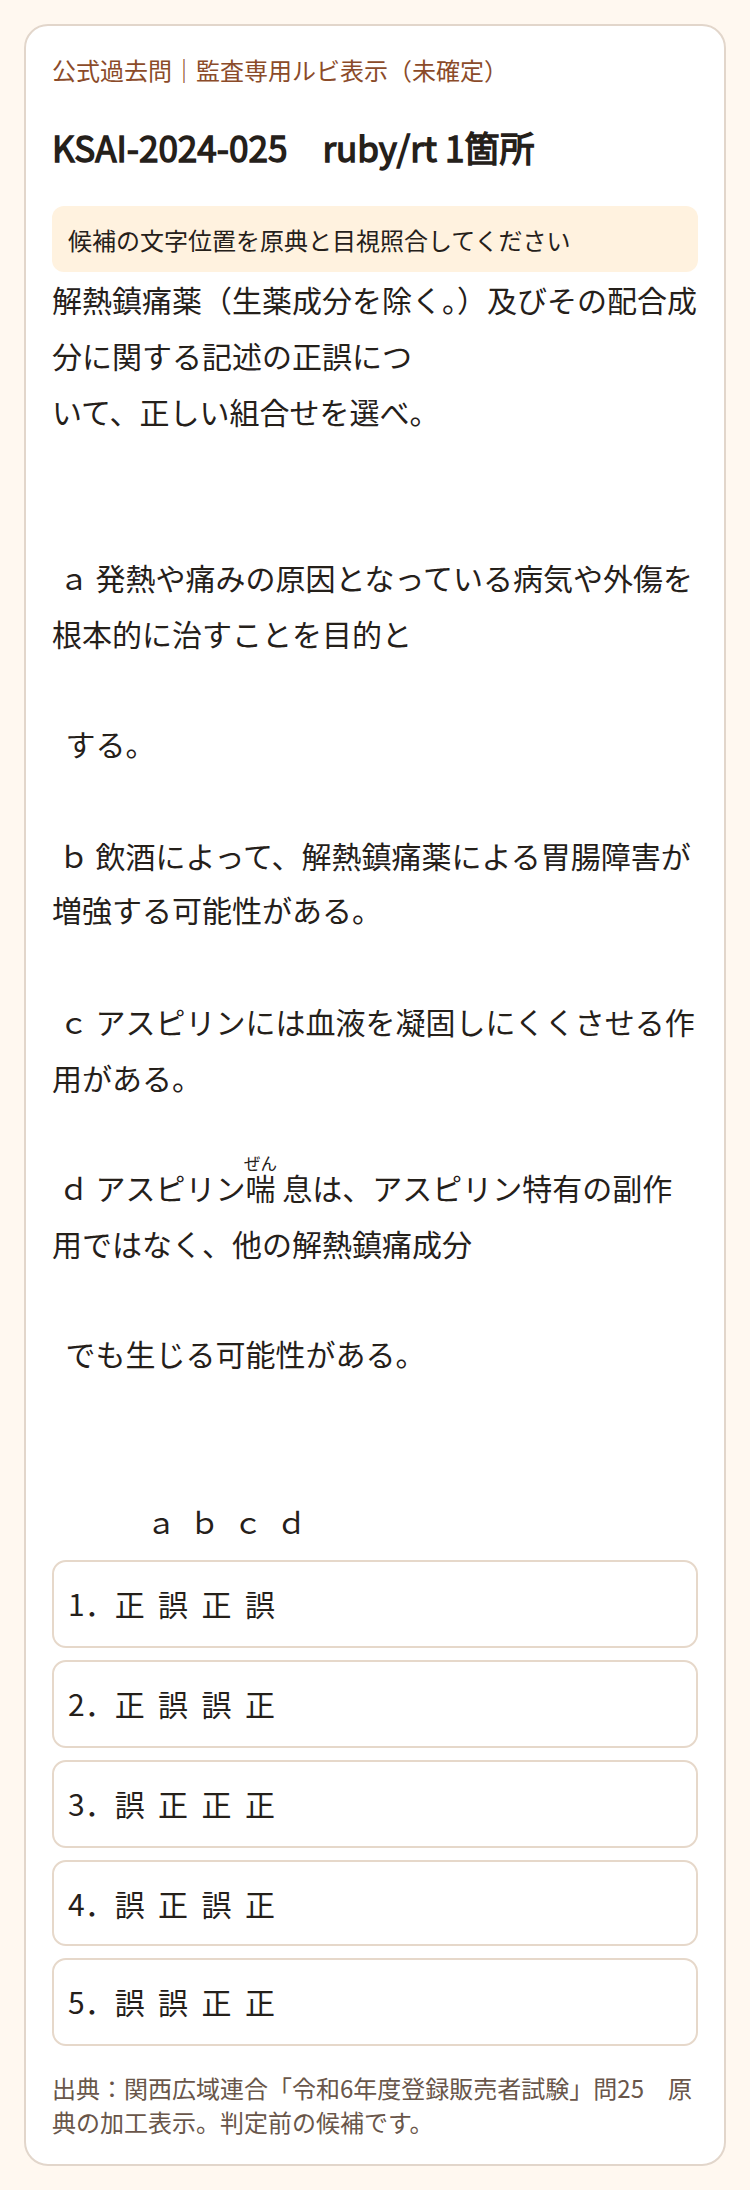 公式過去問｜監査専用ルビ表示（未確定）
KSAI-2024-025　ruby/rt 1箇所
候補の文字位置を原典と目視照合してください
解熱鎮痛薬（生薬成分を除く。）及びその配合成
分に関する記述の正誤につ
いて、正しい組合せを選べ。
ａ 発熱や痛みの原因となっている病気や外傷を
根本的に治すことを目的と
する。
ｂ 飲酒によって、解熱鎮痛薬による胃腸障害が
増強する可能性がある。
ｃ アスピリンには血液を凝固しにくくさせる作
用がある。
ぜん
ｄ アスピリン喘 息は、アスピリン特有の副作
用ではなく、他の解熱鎮痛成分
でも生じる可能性がある。
ａ ｂ ｃ ｄ
1．正 誤 正 誤
2．正 誤 誤 正
3．誤 正 正 正
4．誤 正 誤 正
5．誤 誤 正 正
出典：関西広域連合「令和6年度登録販売者試験」問25　原
典の加工表示。判定前の候補です。